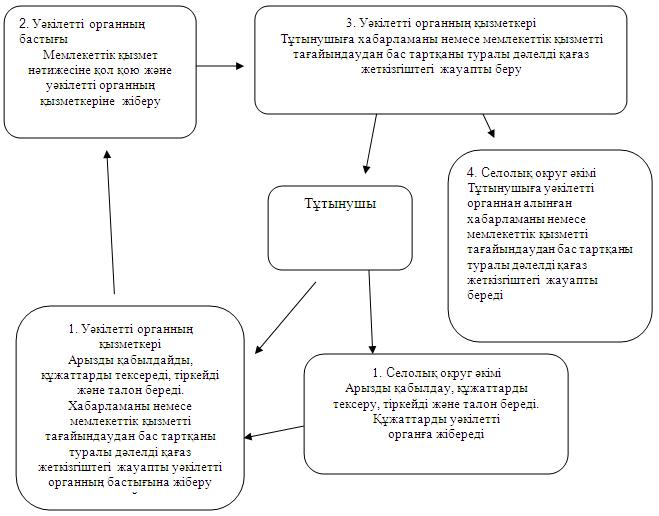 2. Уәкілетті органның
бастығы
Мемлекеттік қызмет
нәтижесіне қол қою және
уәкілетті органның
қызметкеріне жіберу
3. Уәкілетті органның қызметкері
Тұтынушыға хабарламаны немесе мемлекеттік қызметті
тағайындаудан бас тартқаны туралы дәлелді қағаз
жеткізгіштегі жауапты беру
4. Селолық округ әкімі
Тұтынушыға уәкілетті
органнан алынған
хабарламаны немесе
мемлекеттік қызметті
тағайындаудан бас тартқаны
туралы дәлелді қағаз
жеткізгіштегі жауапты
береді
Тұтынушы
1. Уәкілетті органның
қызметкері
Арызды қабылдайды,
құжаттарды тексереді, тіркейді
және талон береді.
Хабарламаны немесе
мемлекеттік қызметті
тағайындаудан бас тартқаны
туралы дәлелді қағаз
жеткізгіштегі жауапты уәкілетті
органның бастығына жіберу
1. Селолық округ әкімі
Арызды қабылдау, құжаттарды
тексеру, тіркейді және талон береді.
Құжаттарды уәкілетті
органға жібереді